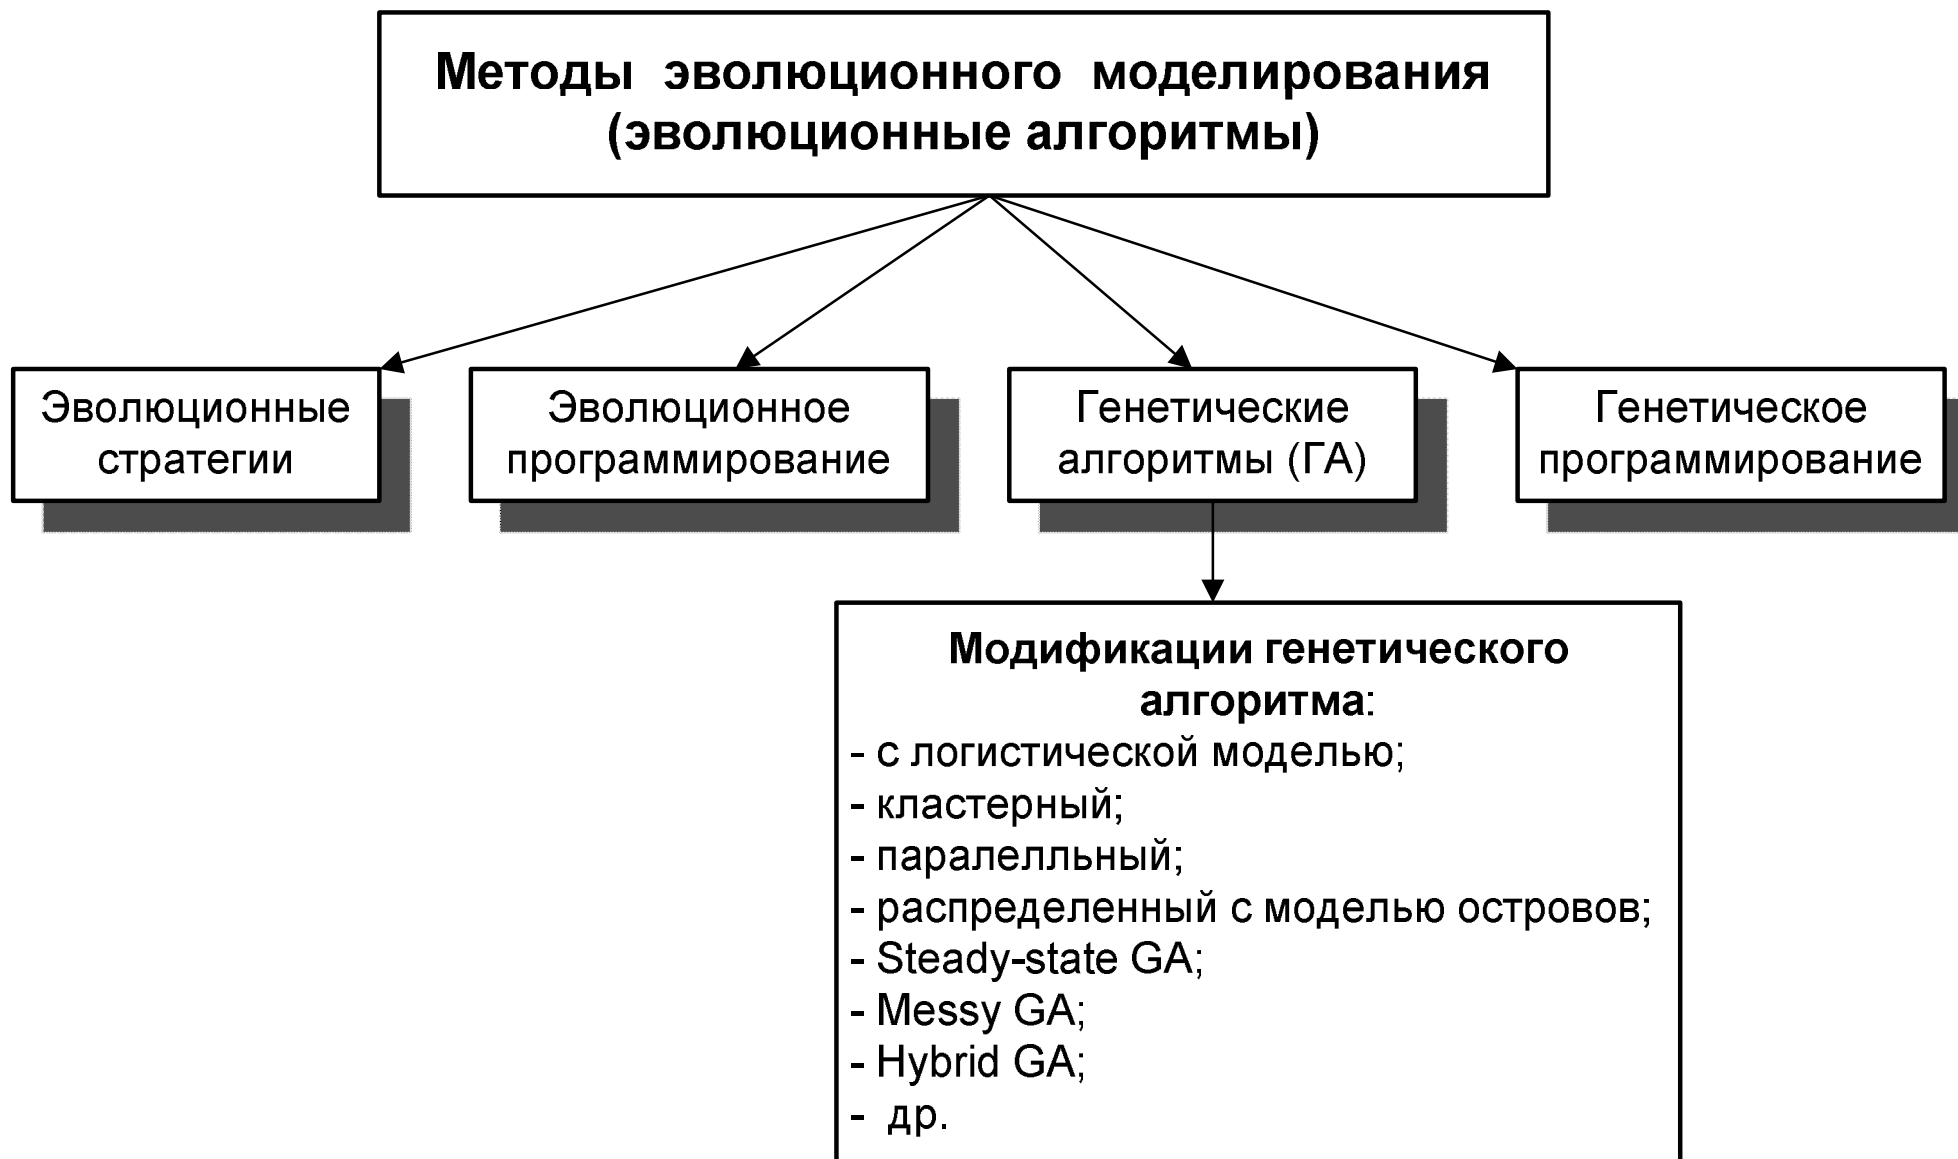 Методы эволюционного моделирования
(эволюционные алгоритмы)
Эволюционные
стратегии
Эволюционное
программирование
Генетические
алгоритмы (ГА)
Генетическое
программирование
Модификации генетического
алгоритма:
- с логистической моделью;
- кластерный;
- паралелльный;
- распределенный с моделью островов;
- Steady-state GA;
- Messy GA;
- Hybrid GA;
- др.